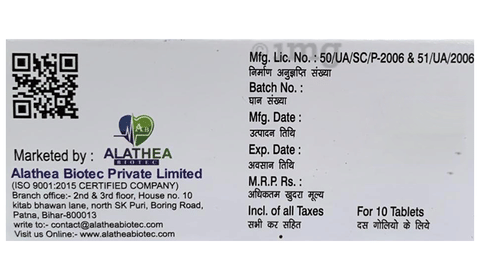 Marketed by :
AB
ALATHEA
BIOTEC
Alathea Biotec Private Limited
(ISO 9001:2015 CERTIFIED COMPANY)
Branch office:- 2nd & 3rd floor, House no. 10
kitab bhawan lane, north SK Puri, Boring Road,
Patna, Bihar-800013
write to:- contact@alatheabiotec.com
Visit us Online:- www.alatheabiotec.com
1mg
Mfg. Lic. No. : 50/UA/SC/P-2006 & 51/UA/2006
निर्माण अनुज्ञप्ति संख्या
Batch No. :
घान संख्या
Mfg. Date :
उत्पादन तिथि
Exp. Date :
अवसान तिथि
M.R.P. Rs. :
अधिकतम खुदरा मूल्य
Incl. of all Taxes
सभी कर सहित
For 10 Tablets
दस गोलियो के लिये